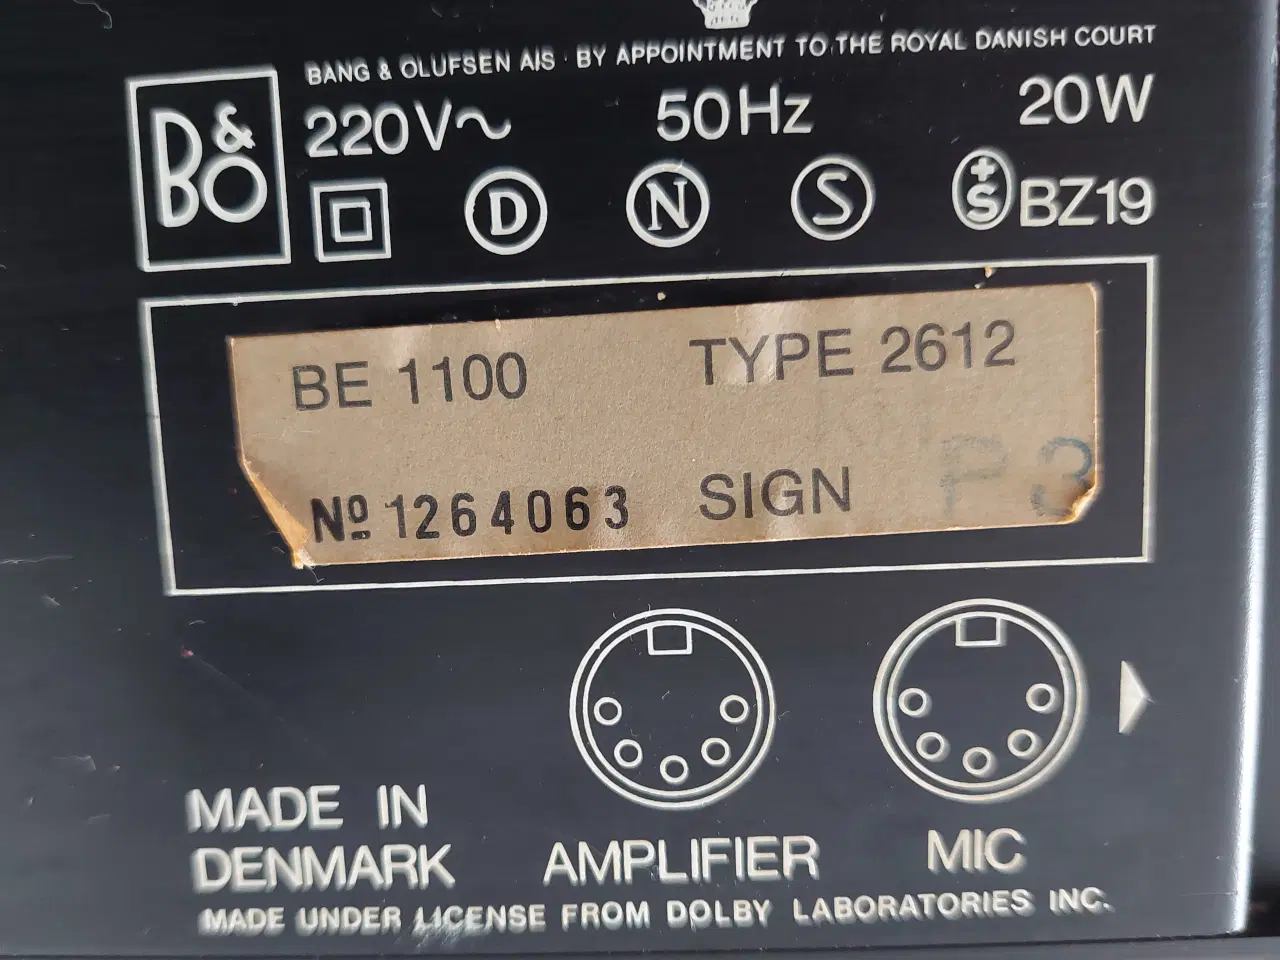 BANG & OLUFSEN A/S · BY APPOINTMENT TO THE ROYAL DANISH COURT
B&O
220V~ 50Hz 20W
D N S +S BZ19
BE 1100 TYPE 2612
Nº 1264063 SIGN P3
MADE IN
DENMARK
AMPLIFIER MIC
MADE UNDER LICENSE FROM DOLBY LABORATORIES INC.